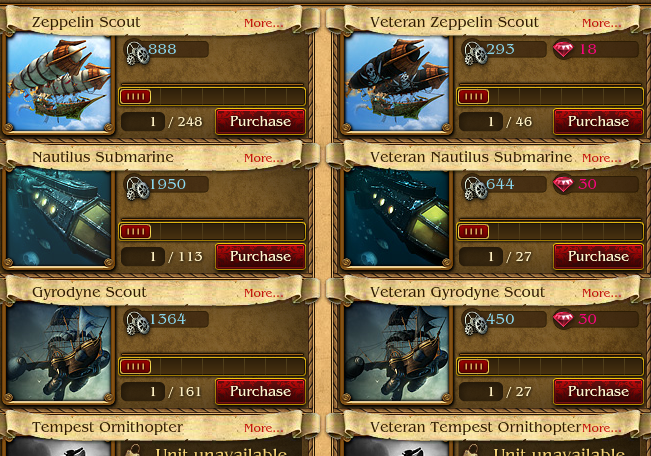 Zeppelin Scout More...
888
1 / 248 Purchase
Veteran Zeppelin Scout More...
293 18
1 / 46 Purchase
Nautilus Submarine More...
1950
1 / 113 Purchase
Veteran Nautilus Submarine More...
644 30
1 / 27 Purchase
Gyrodyne Scout More...
1364
1 / 161 Purchase
Veteran Gyrodyne Scout More...
450 30
1 / 27 Purchase
Tempest Ornithopter More...
Unit unavailable
Veteran Tempest Ornithopter More...
Unit unavailable